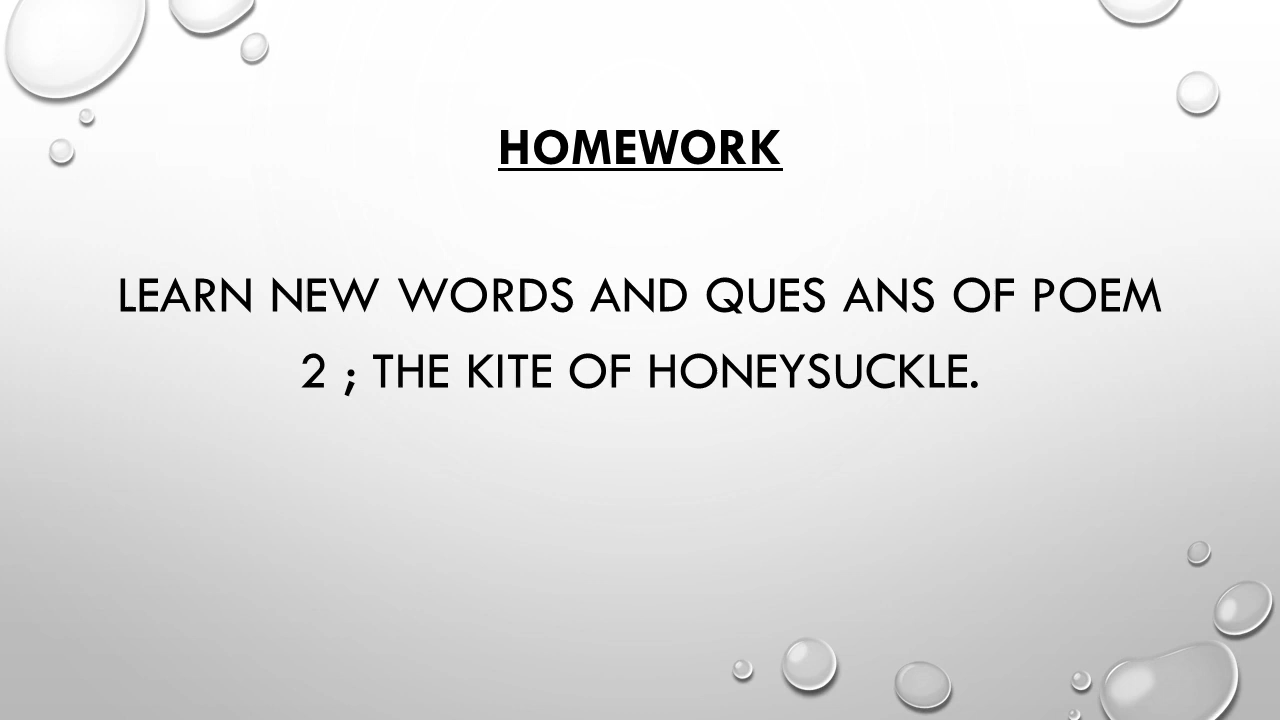 HOMEWORK
LEARN NEW WORDS AND QUES ANS OF POEM
2 ; THE KITE OF HONEYSUCKLE.